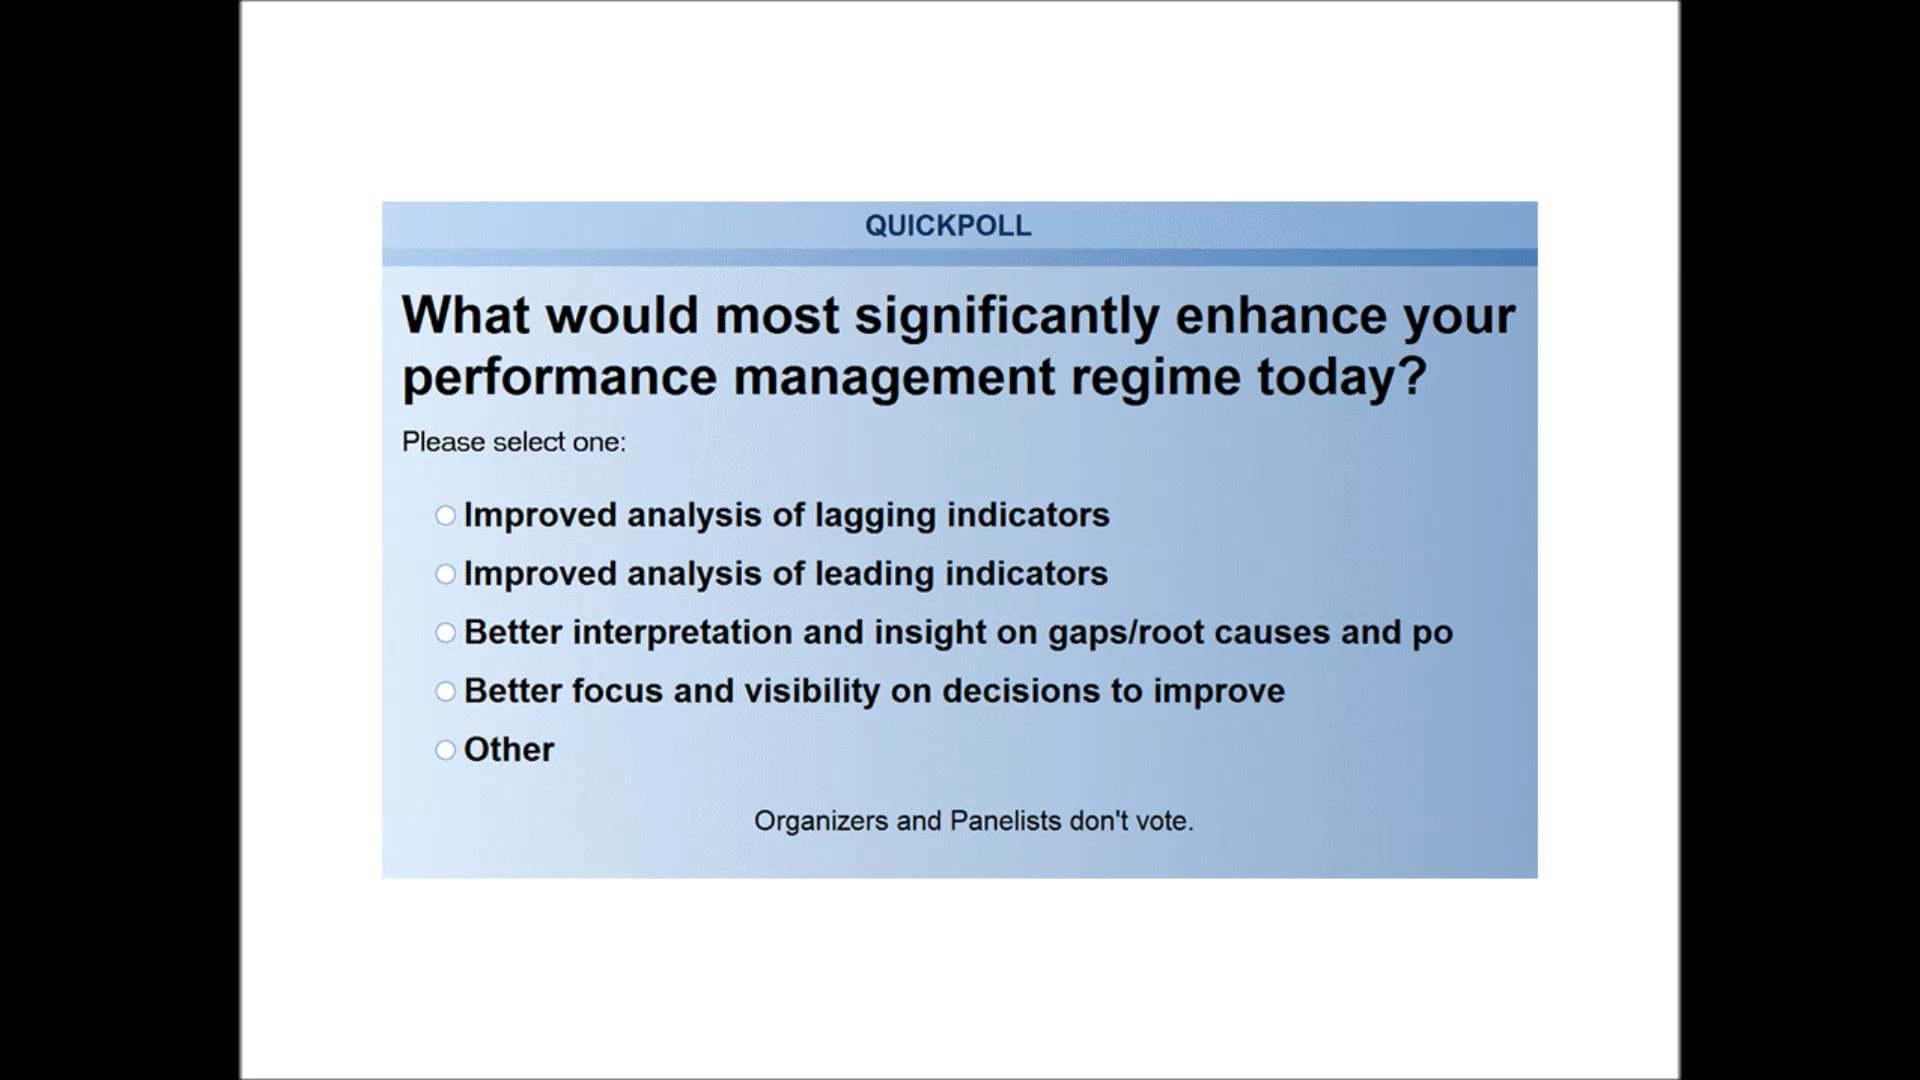 QUICKPOLL
What would most significantly enhance your
performance management regime today?
Please select one:
Improved analysis of lagging indicators
Improved analysis of leading indicators
Better interpretation and insight on gaps/root causes and po
Better focus and visibility on decisions to improve
Other
Organizers and Panelists don't vote.